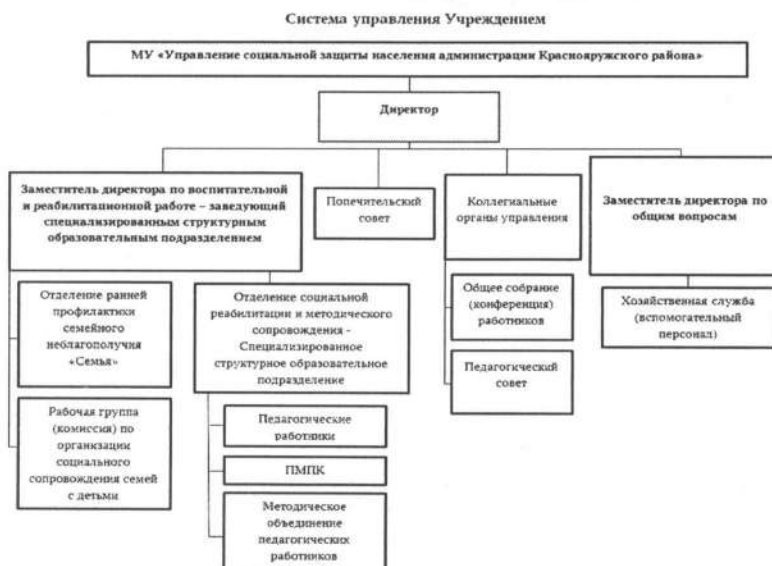 Система управления Учреждением
МУ «Управление социальной защиты населения администрации Краснояружского района»
Директор
Заместитель директора по воспитательной
и реабилитационной работе – заведующий
специализированным структурным
образовательным подразделением
Попечительский
совет
Коллегиальные
органы управления
Заместитель директора по
общим вопросам
Отделение ранней
профилактики
семейного
неблагополучия
«Семья»
Отделение социальной
реабилитации и методического
сопровождения -
Специализированное
структурное образовательное
подразделение
Общее собрание
(конференция)
работников
Хозяйственная служба
(вспомогательный
персонал)
Педагогический
совет
Рабочая группа
(комиссия) по
организации
социального
сопровождения семей
с детьми
Педагогические
работники
ПМПК
Методическое
объединение
педагогических
работников